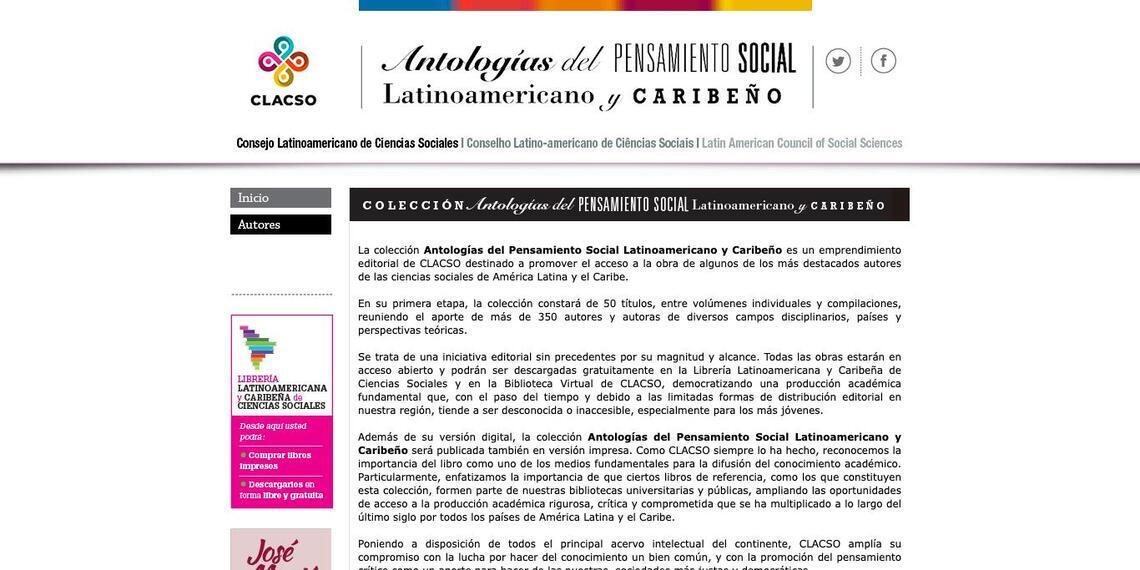 Antologías del PENSAMIENTO SOCIAL
Latinoamericano y CARIBEÑO
CLACSO
Consejo Latinoamericano de Ciencias Sociales | Conselho Latino-americano de Ciências Sociais | Latin American Council of Social Sciences
Inicio
Autores
LIBRERÍA
LATINOAMERICANA
y CARIBEÑA de
CIENCIAS SOCIALES
Desde aquí usted
podrá:
Comprar libros
impresos
Descargarlos en
forma libre y gratuita
José
COLECCIÓN Antologías del PENSAMIENTO SOCIAL Latinoamericano y CARIBEÑO
La colección Antologías del Pensamiento Social Latinoamericano y Caribeño es un emprendimiento
editorial de CLACSO destinado a promover el acceso a la obra de algunos de los más destacados autores
de las ciencias sociales de América Latina y el Caribe.
En su primera etapa, la colección constará de 50 títulos, entre volúmenes individuales y compilaciones,
reuniendo el aporte de más de 350 autores y autoras de diversos campos disciplinarios, países y
perspectivas teóricas.
Se trata de una iniciativa editorial sin precedentes por su magnitud y alcance. Todas las obras estarán en
acceso abierto y podrán ser descargadas gratuitamente en la Librería Latinoamericana y Caribeña de
Ciencias Sociales y en la Biblioteca Virtual de CLACSO, democratizando una producción académica
fundamental que, con el paso del tiempo y debido a las limitadas formas de distribución editorial en
nuestra región, tiende a ser desconocida o inaccesible, especialmente para los más jóvenes.
Además de su versión digital, la colección Antologías del Pensamiento Social Latinoamericano y
Caribeño será publicada también en versión impresa. Como CLACSO siempre lo ha hecho, reconocemos la
importancia del libro como uno de los medios fundamentales para la difusión del conocimiento académico.
Particularmente, enfatizamos la importancia de que ciertos libros de referencia, como los que constituyen
esta colección, formen parte de nuestras bibliotecas universitarias y públicas, ampliando las oportunidades
de acceso a la producción académica rigurosa, crítica y comprometida que se ha multiplicado a lo largo del
último siglo por todos los países de América Latina y el Caribe.
Poniendo a disposición de todos el principal acervo intelectual del continente, CLACSO amplía su
compromiso con la lucha por hacer del conocimiento un bien común, y con la promoción del pensamiento
crítico como un aporte para hacer de las nuestras, sociedades más justas y democráticas.